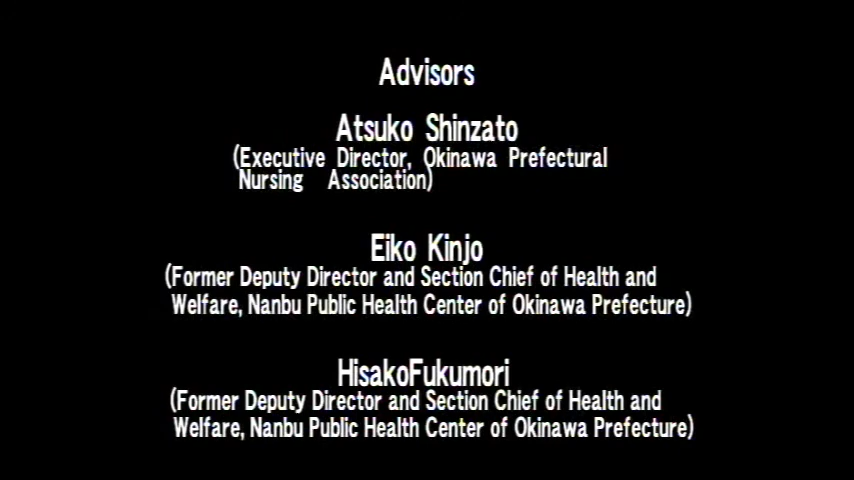 Advisors
Atsuko Shinzato
(Executive Director, Okinawa Prefectural
Nursing Association)
Eiko Kinjo
(Former Deputy Director and Section Chief of Health and
Welfare, Nanbu Public Health Center of Okinawa Prefecture)
HisakoFukumori
(Former Deputy Director and Section Chief of Health and
Welfare, Nanbu Public Health Center of Okinawa Prefecture)